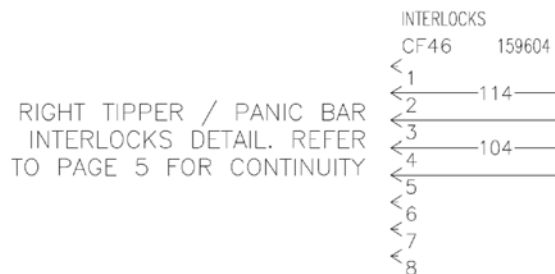 INTERLOCKS
CF46 159604
1
114
2
RIGHT TIPPER / PANIC BAR
3
INTERLOCKS DETAIL. REFER
104
4
TO PAGE 5 FOR CONTINUITY
5
6
7
8